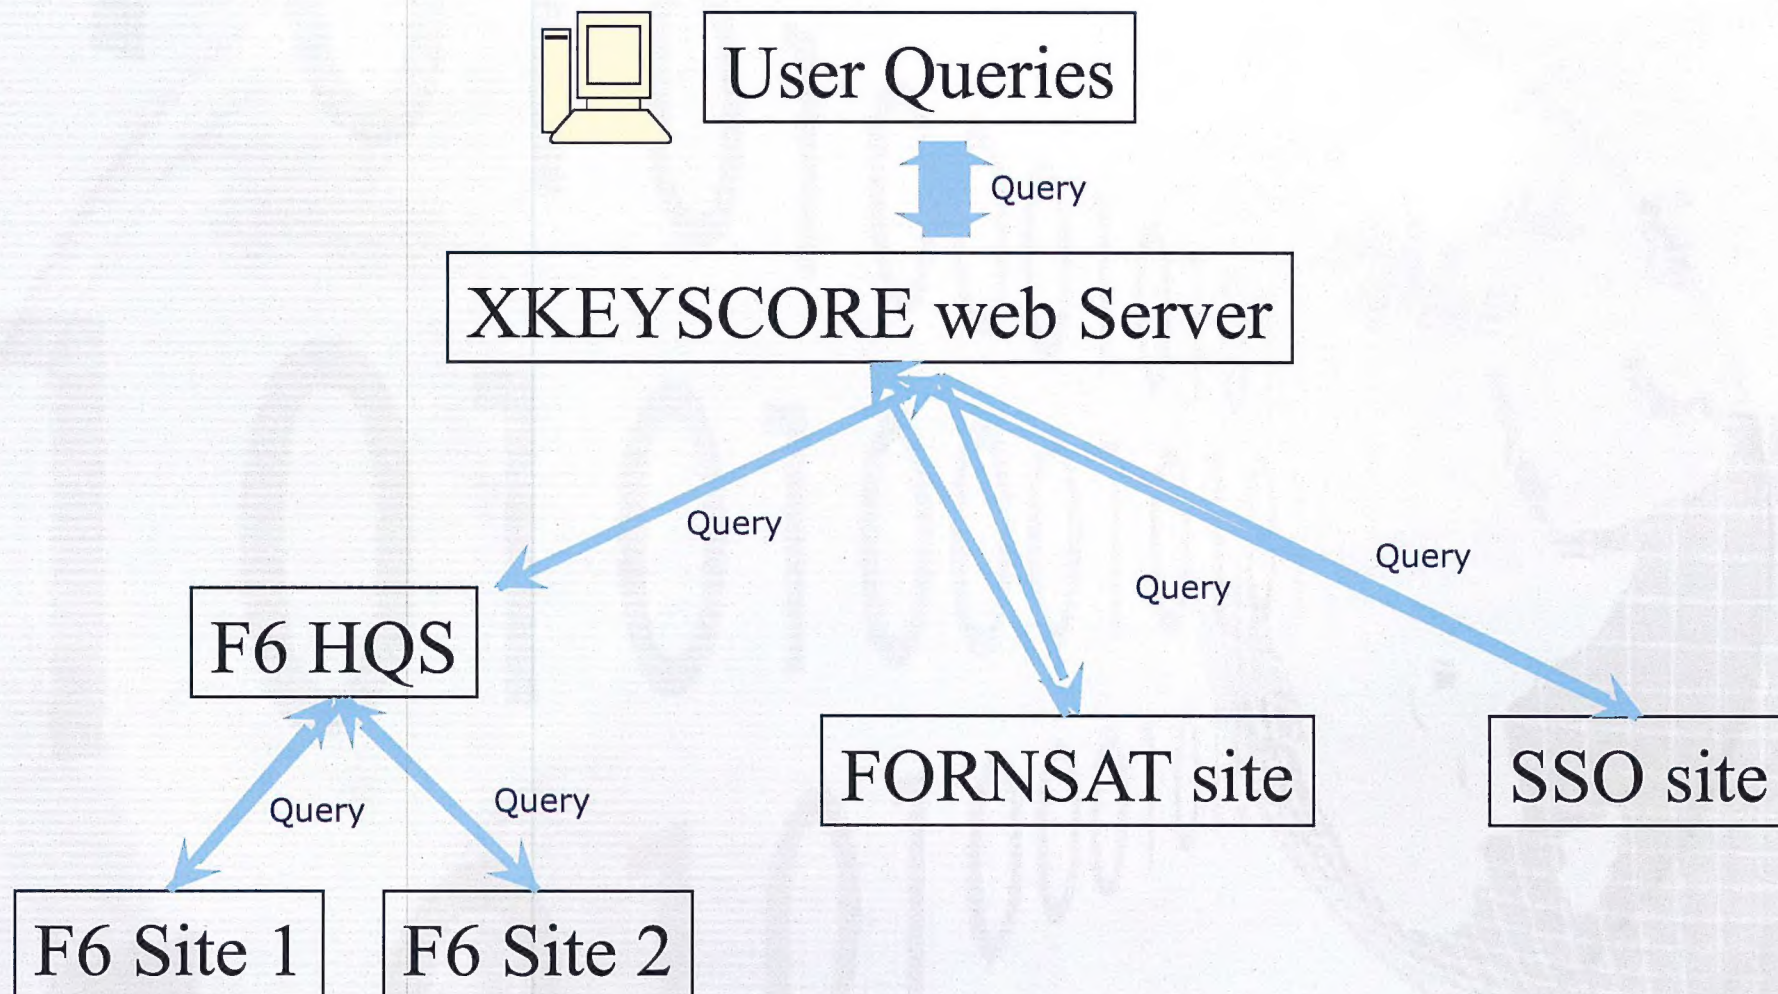 User Queries
Query
XKEYSCORE web Server
Query
Query
Query
F6 HQS
FORNSAT site
SSO site
Query
Query
F6 Site 1
F6 Site 2